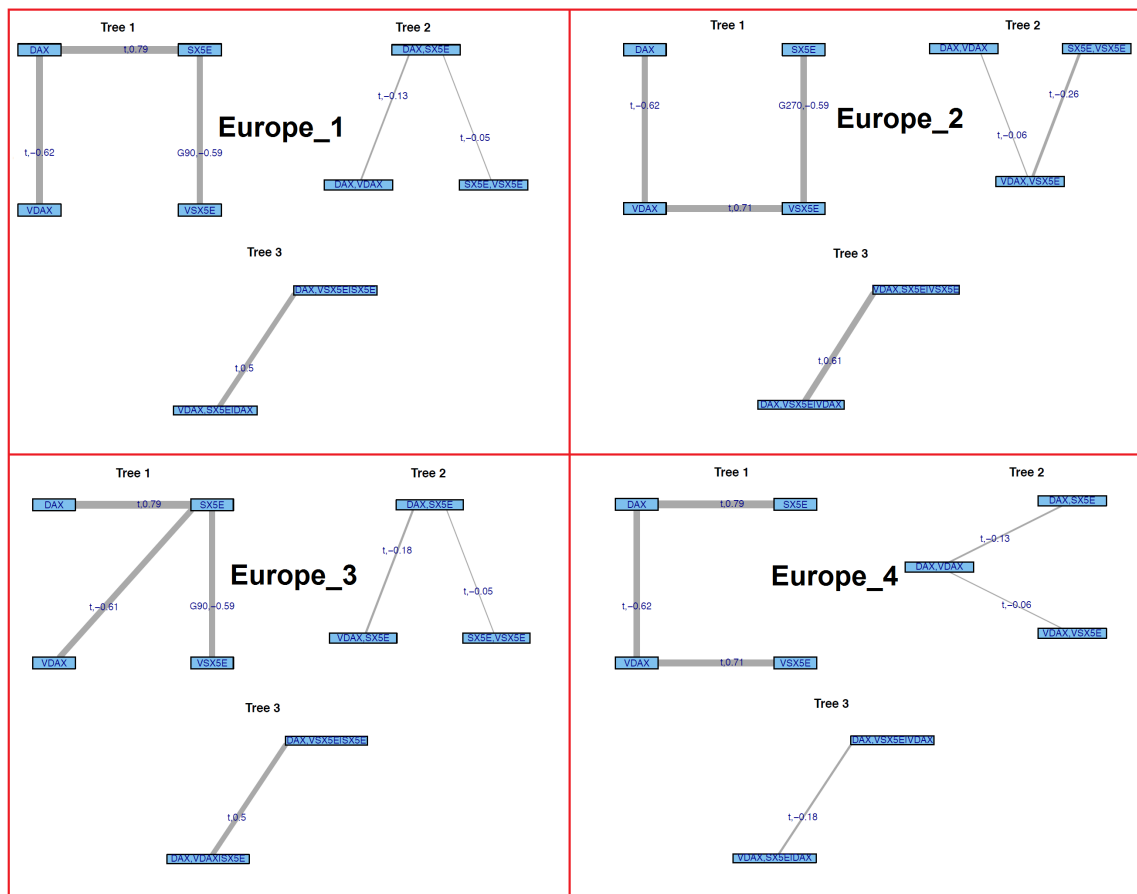 Tree 1
Tree 2
DAX
t,0.79
SX5E
DAX,SX5E
t,−0.13
t,−0.62
Europe_1
t,−0.05
G90,−0.59
DAX,VDAX
SX5E,VSX5E
VDAX
VSX5E
Tree 3
DAX,VSX5E|SX5E
t,0.5
VDAX,SX5E|DAX
Tree 1
Tree 2
DAX
SX5E
DAX,VDAX
SX5E,VSX5E
t,−0.62
G270,−0.59
t,−0.26
Europe_2
t,−0.06
VDAX,VSX5E
VDAX
t,0.71
VSX5E
Tree 3
VDAX,SX5E|VSX5E
t,0.61
DAX,VSX5E|VDAX
Tree 1
Tree 2
DAX
t,0.79
SX5E
DAX,SX5E
t,−0.18
Europe_3
t,−0.05
t,−0.61
G90,−0.59
VDAX,SX5E
SX5E,VSX5E
VDAX
VSX5E
Tree 3
DAX,VSX5E|SX5E
t,0.5
DAX,VDAX|SX5E
Tree 1
Tree 2
DAX
t,0.79
SX5E
DAX,SX5E
t,−0.13
DAX,VDAX
Europe_4
t,−0.62
t,−0.06
VDAX,VSX5E
VDAX
t,0.71
VSX5E
Tree 3
DAX,VSX5E|VDAX
t,−0.18
VDAX,SX5E|DAX